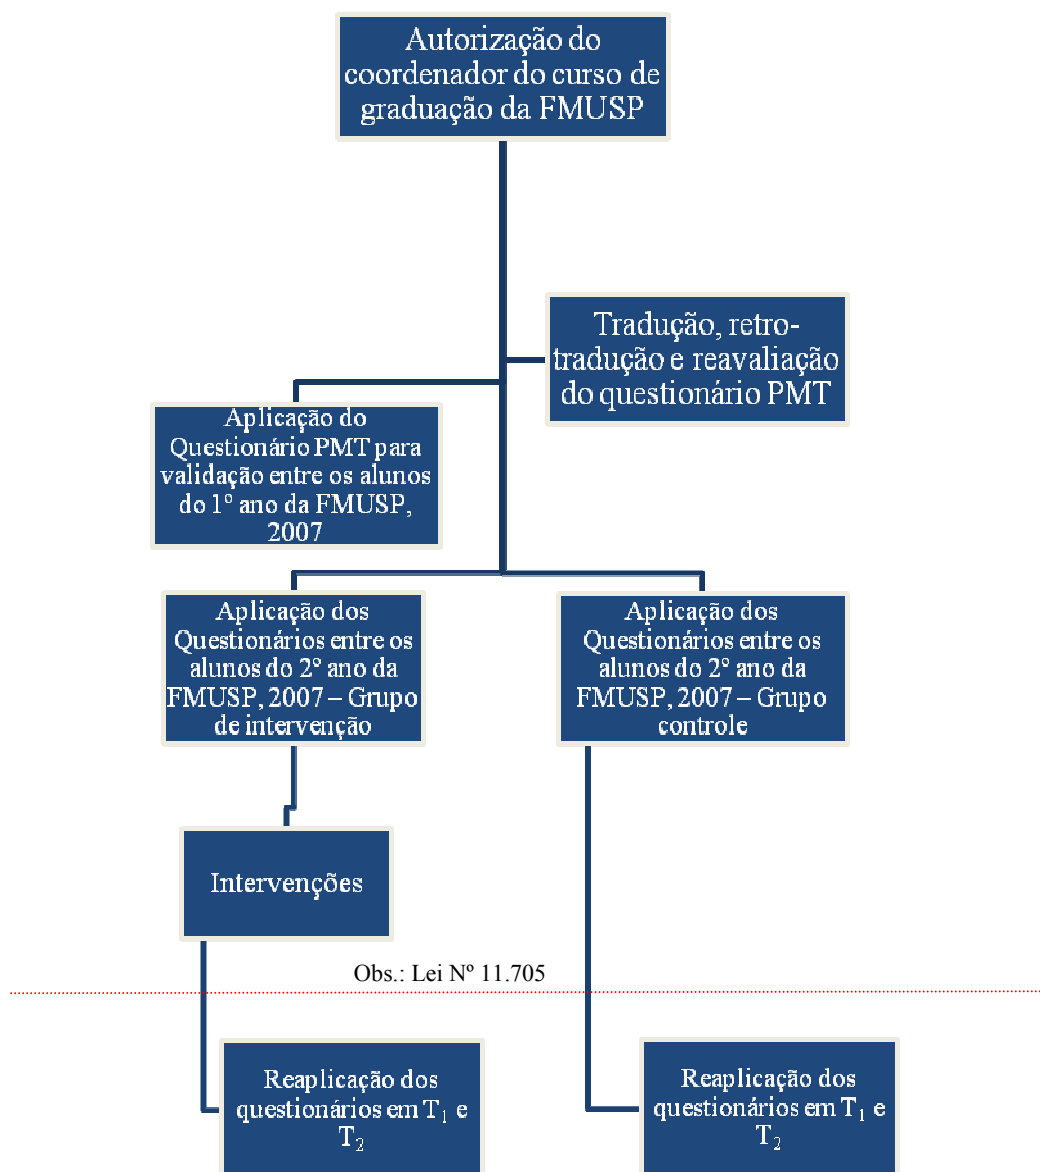 Autorização do
coordenador do curso de
graduação da FMUSP
Tradução, retro-
tradução e reavaliação
do questionário PMT
Aplicação do
Questionário PMT para
validação entre os alunos
do 1º ano da FMUSP,
2007
Aplicação dos
Questionários entre os
alunos do 2º ano da
FMUSP, 2007 – Grupo
de intervenção
Aplicação dos
Questionários entre os
alunos do 2º ano da
FMUSP, 2007 – Grupo
controle
Intervenções
Obs.: Lei Nº 11.705
Reaplicação dos
questionários em T₁ e
T₂
Reaplicação dos
questionários em T₁ e
T₂